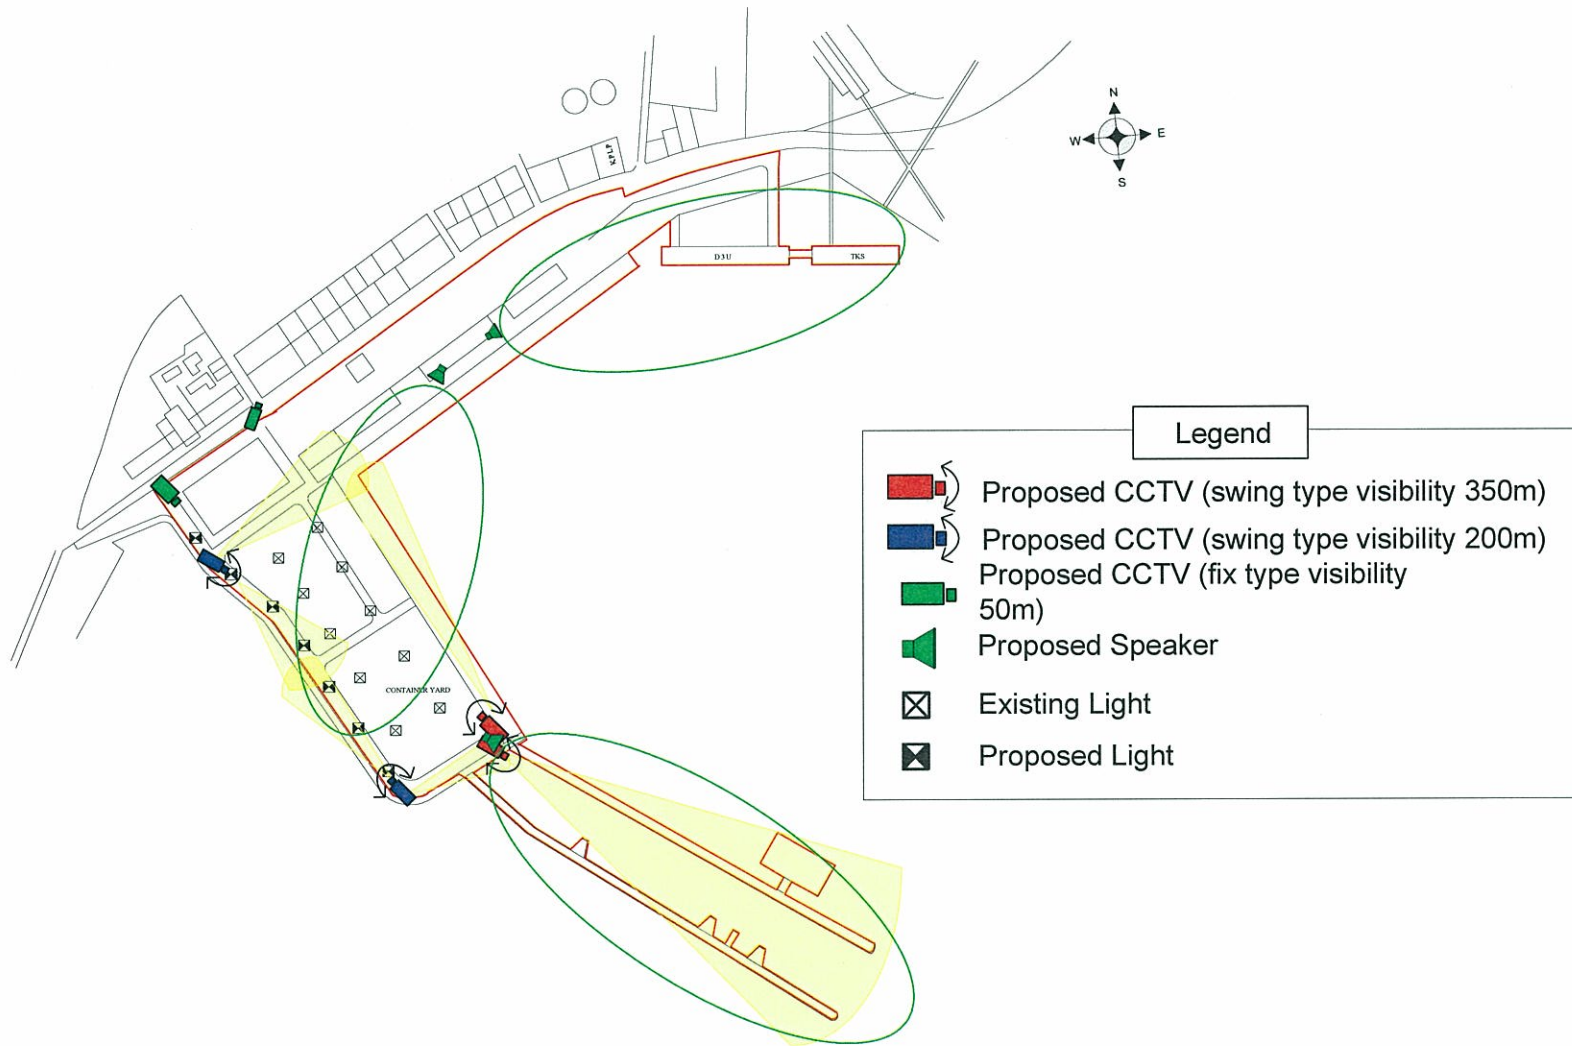 N
W
E
S
KPLP
D3U
TKS
Legend
Proposed CCTV (swing type visibility 350m)
Proposed CCTV (swing type visibility 200m)
Proposed CCTV (fix type visibility
50m)
Proposed Speaker
Existing Light
Proposed Light
CONTAINER YARD